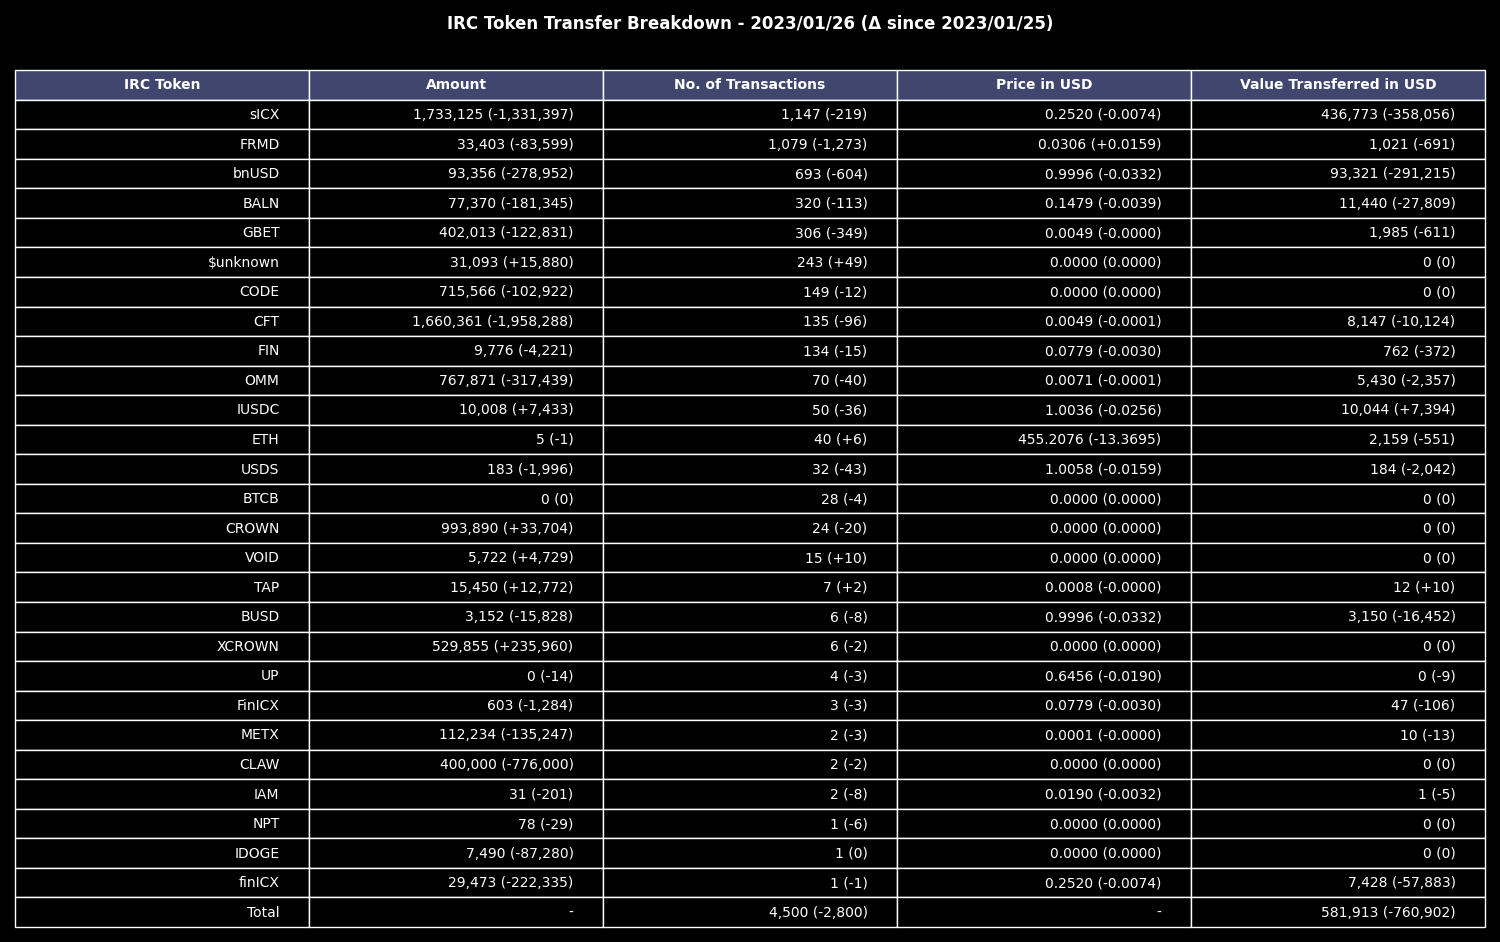 IRC Token Transfer Breakdown - 2023/01/26 (Δ since 2023/01/25)
IRC Token Amount No. of Transactions Price in USD Value Transferred in USD
sICX 1,733,125 (-1,331,397) 1,147 (-219) 0.2520 (-0.0074) 436,773 (-358,056)
FRMD 33,403 (-83,599) 1,079 (-1,273) 0.0306 (+0.0159) 1,021 (-691)
bnUSD 93,356 (-278,952) 693 (-604) 0.9996 (-0.0332) 93,321 (-291,215)
BALN 77,370 (-181,345) 320 (-113) 0.1479 (-0.0039) 11,440 (-27,809)
GBET 402,013 (-122,831) 306 (-349) 0.0049 (-0.0000) 1,985 (-611)
$unknown 31,093 (+15,880) 243 (+49) 0.0000 (0.0000) 0 (0)
CODE 715,566 (-102,922) 149 (-12) 0.0000 (0.0000) 0 (0)
CFT 1,660,361 (-1,958,288) 135 (-96) 0.0049 (-0.0001) 8,147 (-10,124)
FIN 9,776 (-4,221) 134 (-15) 0.0779 (-0.0030) 762 (-372)
OMM 767,871 (-317,439) 70 (-40) 0.0071 (-0.0001) 5,430 (-2,357)
IUSDC 10,008 (+7,433) 50 (-36) 1.0036 (-0.0256) 10,044 (+7,394)
ETH 5 (-1) 40 (+6) 455.2076 (-13.3695) 2,159 (-551)
USDS 183 (-1,996) 32 (-43) 1.0058 (-0.0159) 184 (-2,042)
BTCB 0 (0) 28 (-4) 0.0000 (0.0000) 0 (0)
CROWN 993,890 (+33,704) 24 (-20) 0.0000 (0.0000) 0 (0)
VOID 5,722 (+4,729) 15 (+10) 0.0000 (0.0000) 0 (0)
TAP 15,450 (+12,772) 7 (+2) 0.0008 (-0.0000) 12 (+10)
BUSD 3,152 (-15,828) 6 (-8) 0.9996 (-0.0332) 3,150 (-16,452)
XCROWN 529,855 (+235,960) 6 (-2) 0.0000 (0.0000) 0 (0)
UP 0 (-14) 4 (-3) 0.6456 (-0.0190) 0 (-9)
FinICX 603 (-1,284) 3 (-3) 0.0779 (-0.0030) 47 (-106)
METX 112,234 (-135,247) 2 (-3) 0.0001 (-0.0000) 10 (-13)
CLAW 400,000 (-776,000) 2 (-2) 0.0000 (0.0000) 0 (0)
IAM 31 (-201) 2 (-8) 0.0190 (-0.0032) 1 (-5)
NPT 78 (-29) 1 (-6) 0.0000 (0.0000) 0 (0)
IDOGE 7,490 (-87,280) 1 (0) 0.0000 (0.0000) 0 (0)
finICX 29,473 (-222,335) 1 (-1) 0.2520 (-0.0074) 7,428 (-57,883)
Total - 4,500 (-2,800) - 581,913 (-760,902)